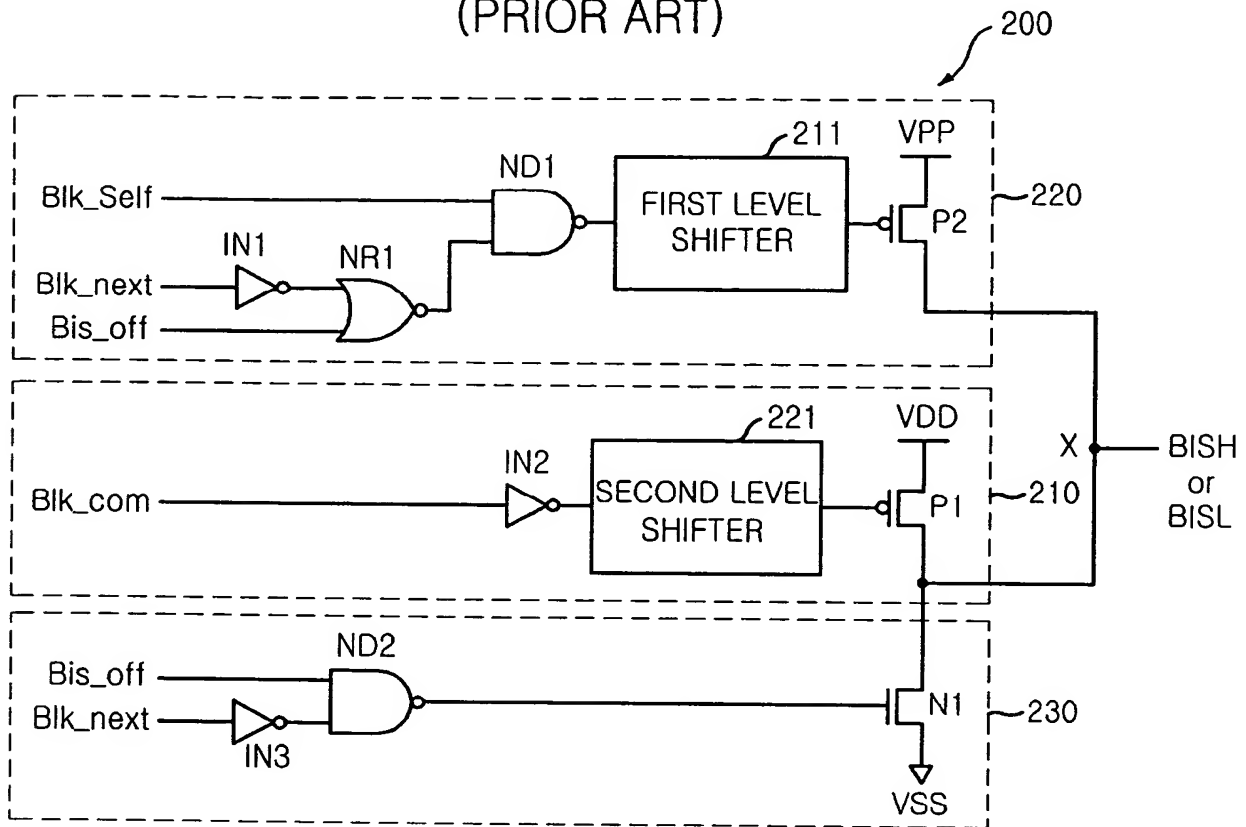 (PRIOR ART)
200
211
VPP
ND1
Blk_Self
FIRST LEVEL
SHIFTER
P2
220
IN1
NR1
Blk_next
Bis_off
221
VDD
IN2
X
BISH
or
BISL
Blk_com
SECOND LEVEL
SHIFTER
P1
210
ND2
Bis_off
Blk_next
IN3
N1
230
VSS